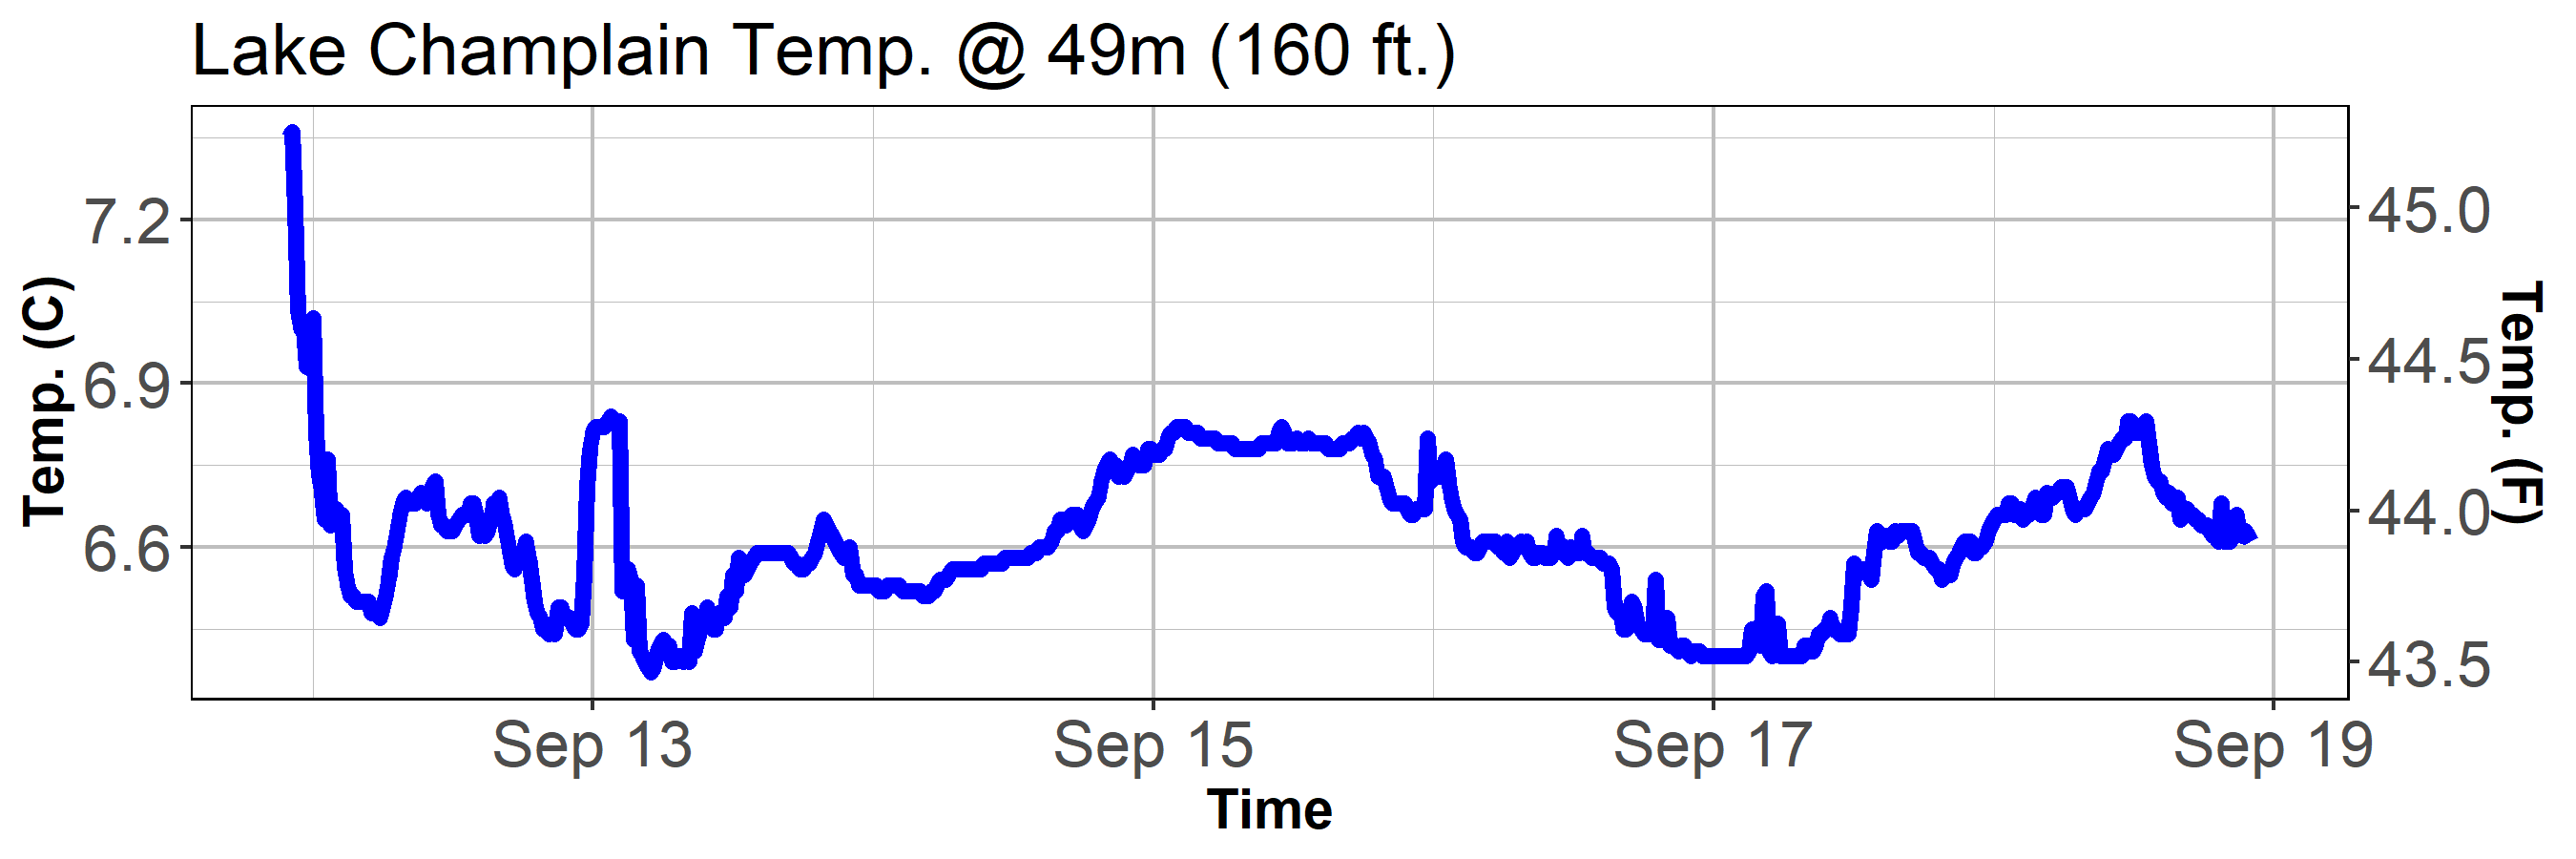 Lake Champlain Temp. @ 49m (160 ft.)
7.2
6.9
6.6
Temp. (C)
45.0
44.5
44.0
43.5
Temp. (F)
Sep 13
Sep 15
Sep 17
Sep 19
Time